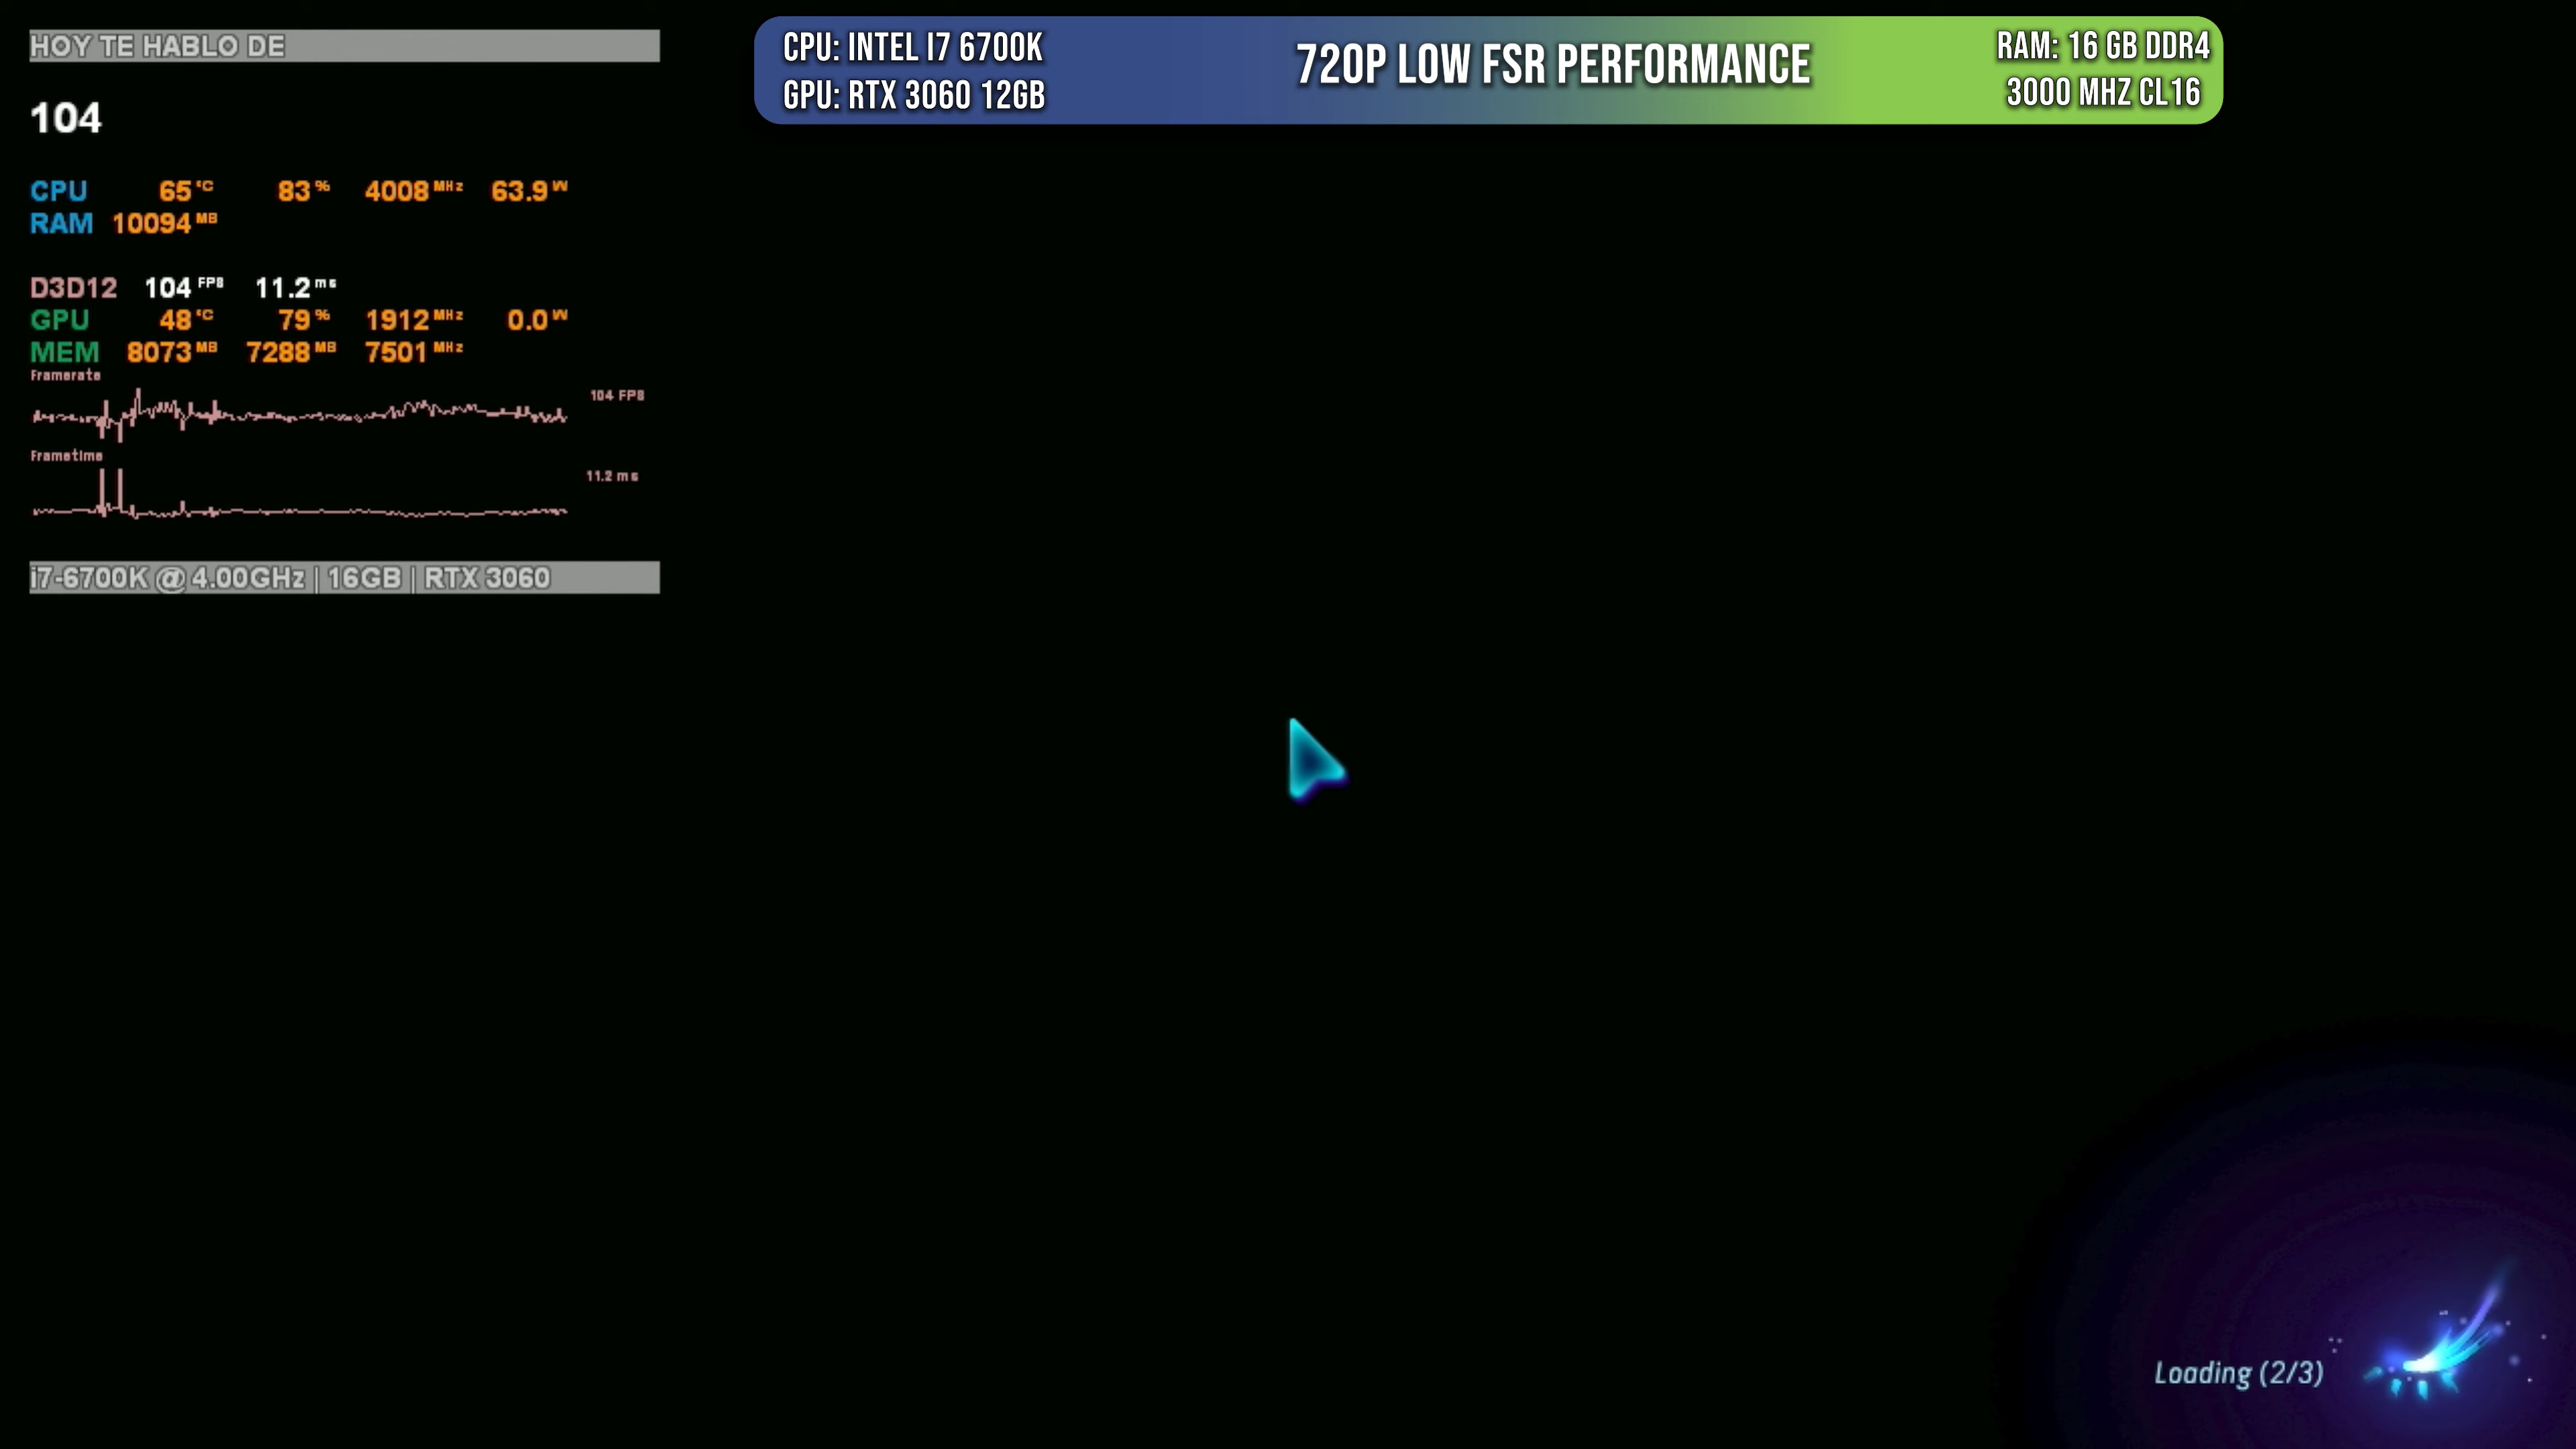 HOY TE HABLO DE
CPU: INTEL I7 6700K
GPU: RTX 3060 12GB
720P LOW FSR PERFORMANCE
RAM: 16 GB DDR4
3000 MHZ CL16
104
CPU 65 °C 83 % 4008 MHz 63.9 W
RAM 10094 MB
D3D12 104 FPS 11.2 ms
GPU 48 °C 79 % 1912 MHz 0.0 W
MEM 8073 MB 7288 MB 7501 MHz
Framerate
104 FPS
Frametime
11.2 ms
i7-6700K @ 4.00GHz | 16GB | RTX 3060
Loading (2/3)